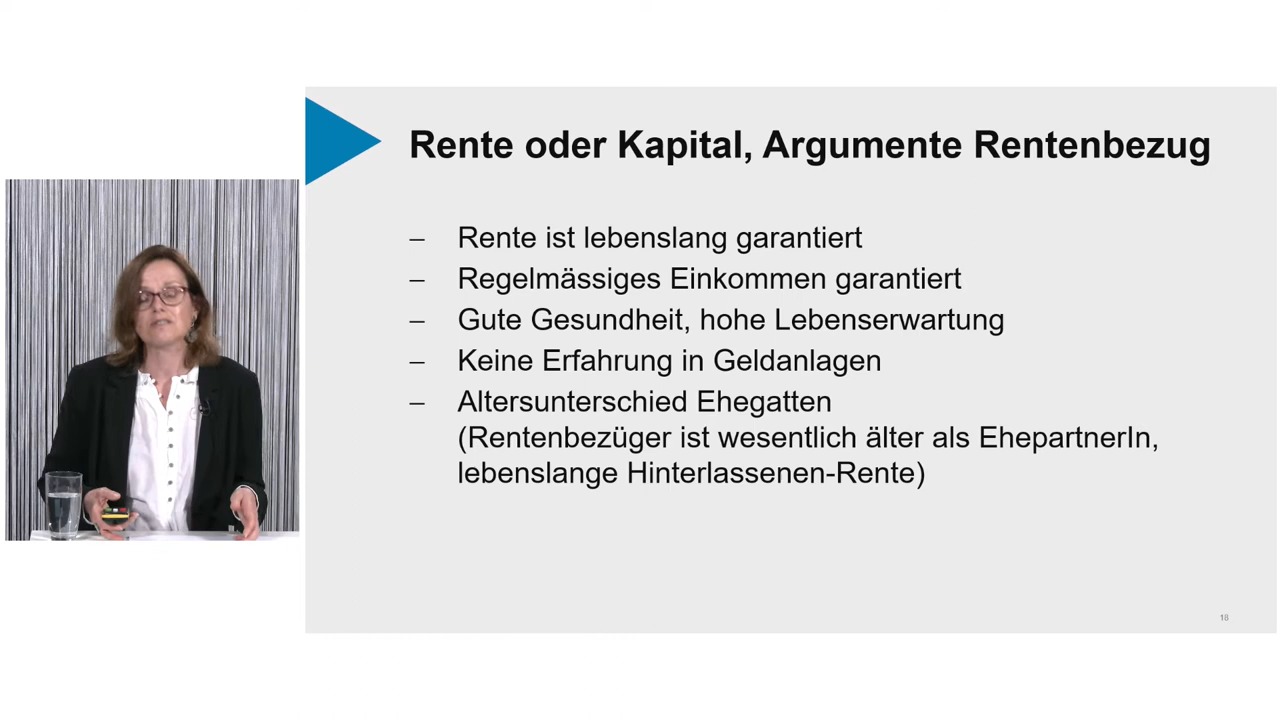 Rente oder Kapital, Argumente Rentenbezug
– Rente ist lebenslang garantiert
– Regelmässiges Einkommen garantiert
– Gute Gesundheit, hohe Lebenserwartung
– Keine Erfahrung in Geldanlagen
– Altersunterschied Ehegatten
(Rentenbezüger ist wesentlich älter als EhepartnerIn,
lebenslange Hinterlassenen-Rente)
18